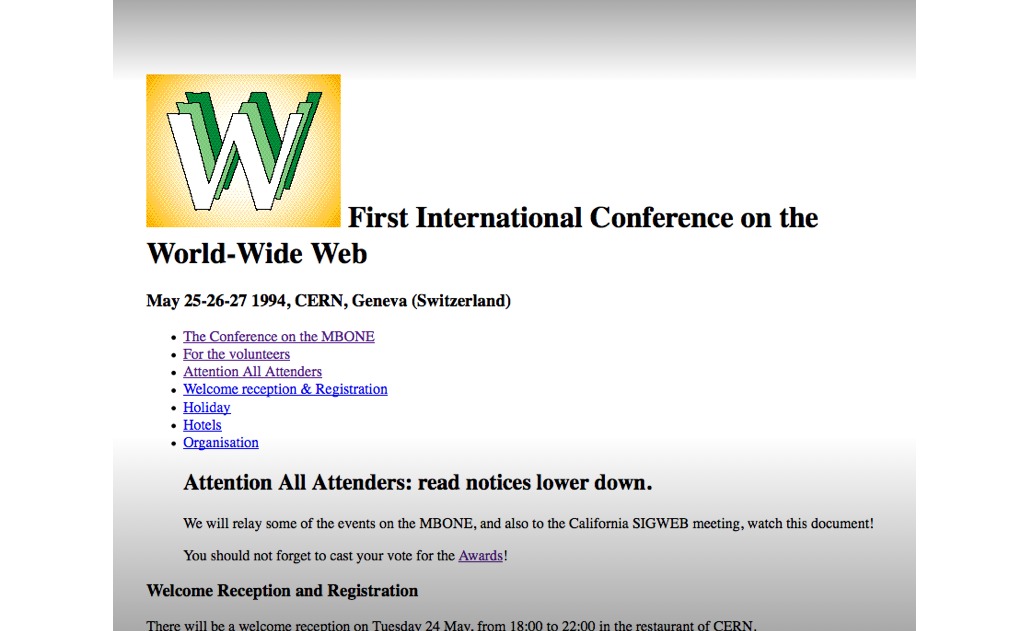 W
First International Conference on the
World-Wide Web
May 25-26-27 1994, CERN, Geneva (Switzerland)
The Conference on the MBONE
For the volunteers
Attention All Attenders
Welcome reception & Registration
Holiday
Hotels
Organisation
Attention All Attenders: read notices lower down.
We will relay some of the events on the MBONE, and also to the California SIGWEB meeting, watch this document!
You should not forget to cast your vote for the Awards!
Welcome Reception and Registration
There will be a welcome reception on Tuesday 24 May, from 18:00 to 22:00 in the restaurant of CERN.